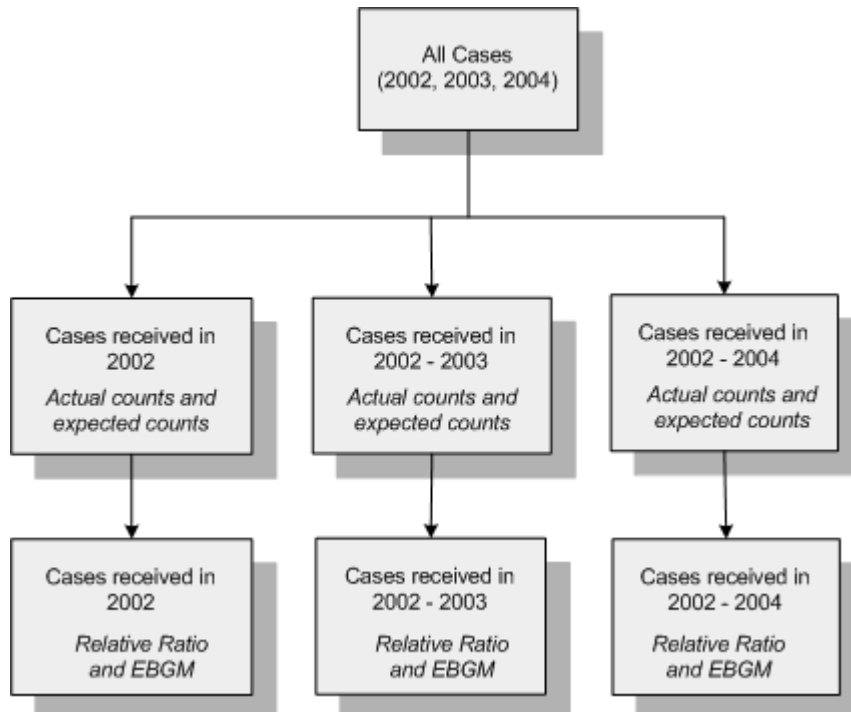 All Cases
(2002, 2003, 2004)
Cases received in
2002
Actual counts and
expected counts
Cases received in
2002 - 2003
Actual counts and
expected counts
Cases received in
2002 - 2004
Actual counts and
expected counts
Cases received in
2002
Relative Ratio
and EBGM
Cases received in
2002 - 2003
Relative Ratio
and EBGM
Cases received in
2002 - 2004
Relative Ratio
and EBGM